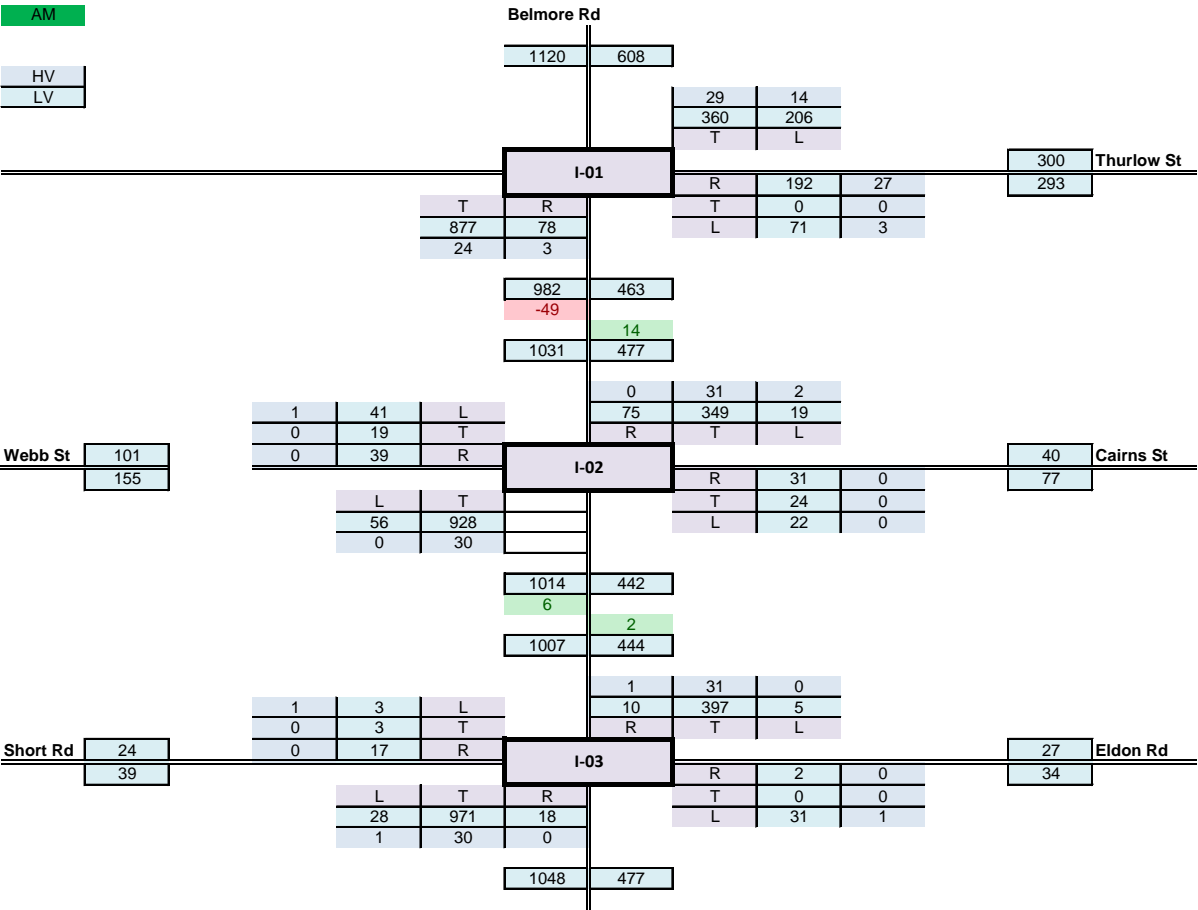 AM
Belmore Rd
1120 608
HV
LV
29 14
360 206
T L
I-01
300 Thurlow St
293
R 192 27
T 0 0
L 71 3
T R
877 78
24 3
982 463
-49
14
1031 477
0 31 2
75 349 19
R T L
1 41 L
0 19 T
0 39 R
Webb St 101
155
I-02
40 Cairns St
77
R 31 0
T 24 0
L 22 0
L T
56 928
0 30
1014 442
6
2
1007 444
1 31 0
10 397 5
R T L
1 3 L
0 3 T
0 17 R
Short Rd 24
39
I-03
27 Eldon Rd
34
R 2 0
T 0 0
L 31 1
L T R
28 971 18
1 30 0
1048 477